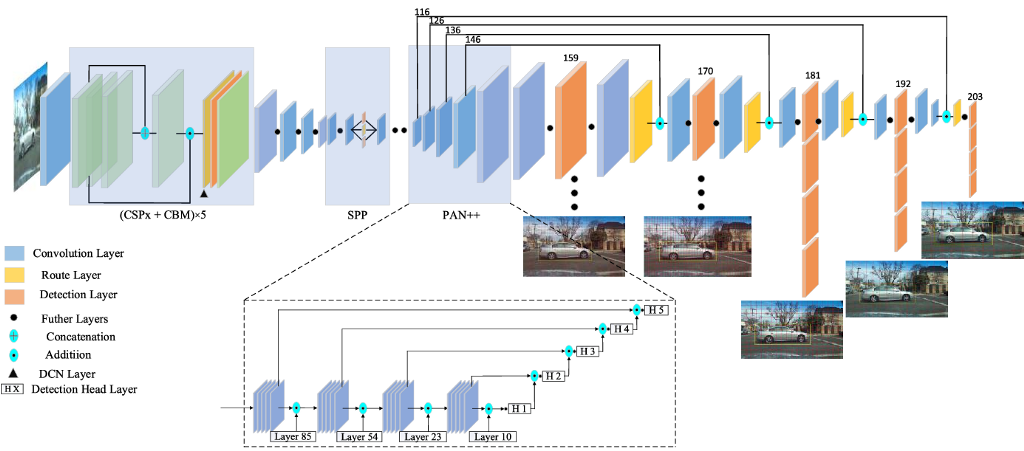 116
126
136
146
159
170
181
192
203
(CSPx + CBM)×5
SPP
PAN++
Convolution Layer
Route Layer
Detection Layer
Futher Layers
Concatenation
Addittion
DCN Layer
H X Detection Head Layer
H 5
H 4
H 3
H 2
H 1
Layer 85
Layer 54
Layer 23
Layer 10